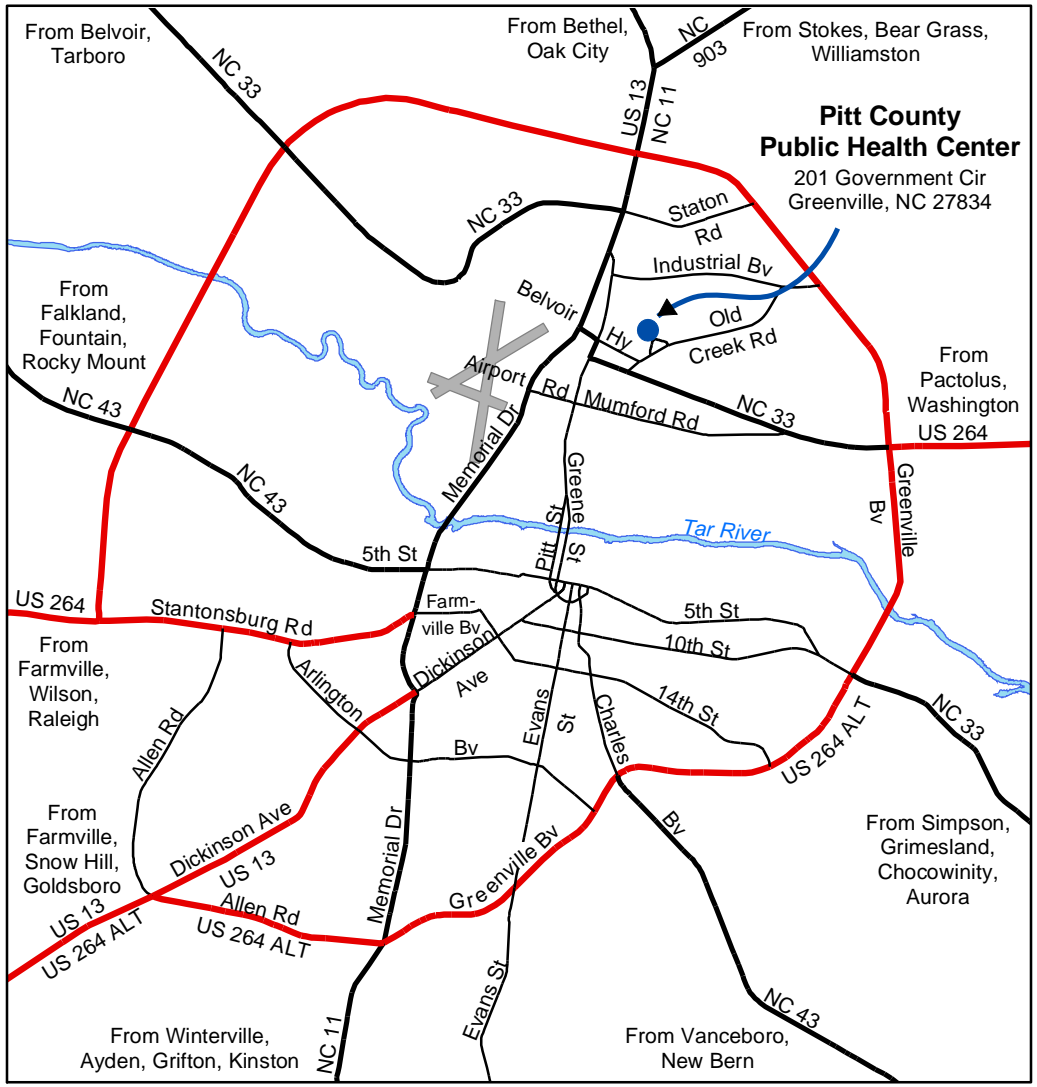 From Belvoir,
Tarboro
NC 33
From Bethel,
Oak City
NC
903
From Stokes, Bear Grass,
Williamston
US 13
NC 11
Pitt County
Public Health Center
201 Government Cir
Greenville, NC 27834
NC 33
Staton
Rd
Industrial Bv
Belvoir
Hy
Old
Creek Rd
From
Falkland,
Fountain,
Rocky Mount
Airport
Rd
Mumford Rd
NC 33
From
Pactolus,
Washington
US 264
NC 43
Memorial Dr
NC 43
Greene
St
Pitt St
Greenville
Bv
Tar River
5th St
US 264
Stantonsburg Rd
Farm-
ville Bv
5th St
10th St
From
Farmville,
Wilson,
Raleigh
Dickinson
Ave
Arlington
Bv
Allen Rd
Evans
St
Charles
Bv
14th St
US 264 ALT
NC 33
From
Farmville,
Snow Hill,
Goldsboro
Dickinson Ave
US 13
Memorial Dr
Greenville Bv
From Simpson,
Grimesland,
Chocowinity,
Aurora
US 13
US 264 ALT
Allen Rd
US 264 ALT
Evans St
NC 11
NC 43
From Winterville,
Ayden, Grifton, Kinston
From Vanceboro,
New Bern